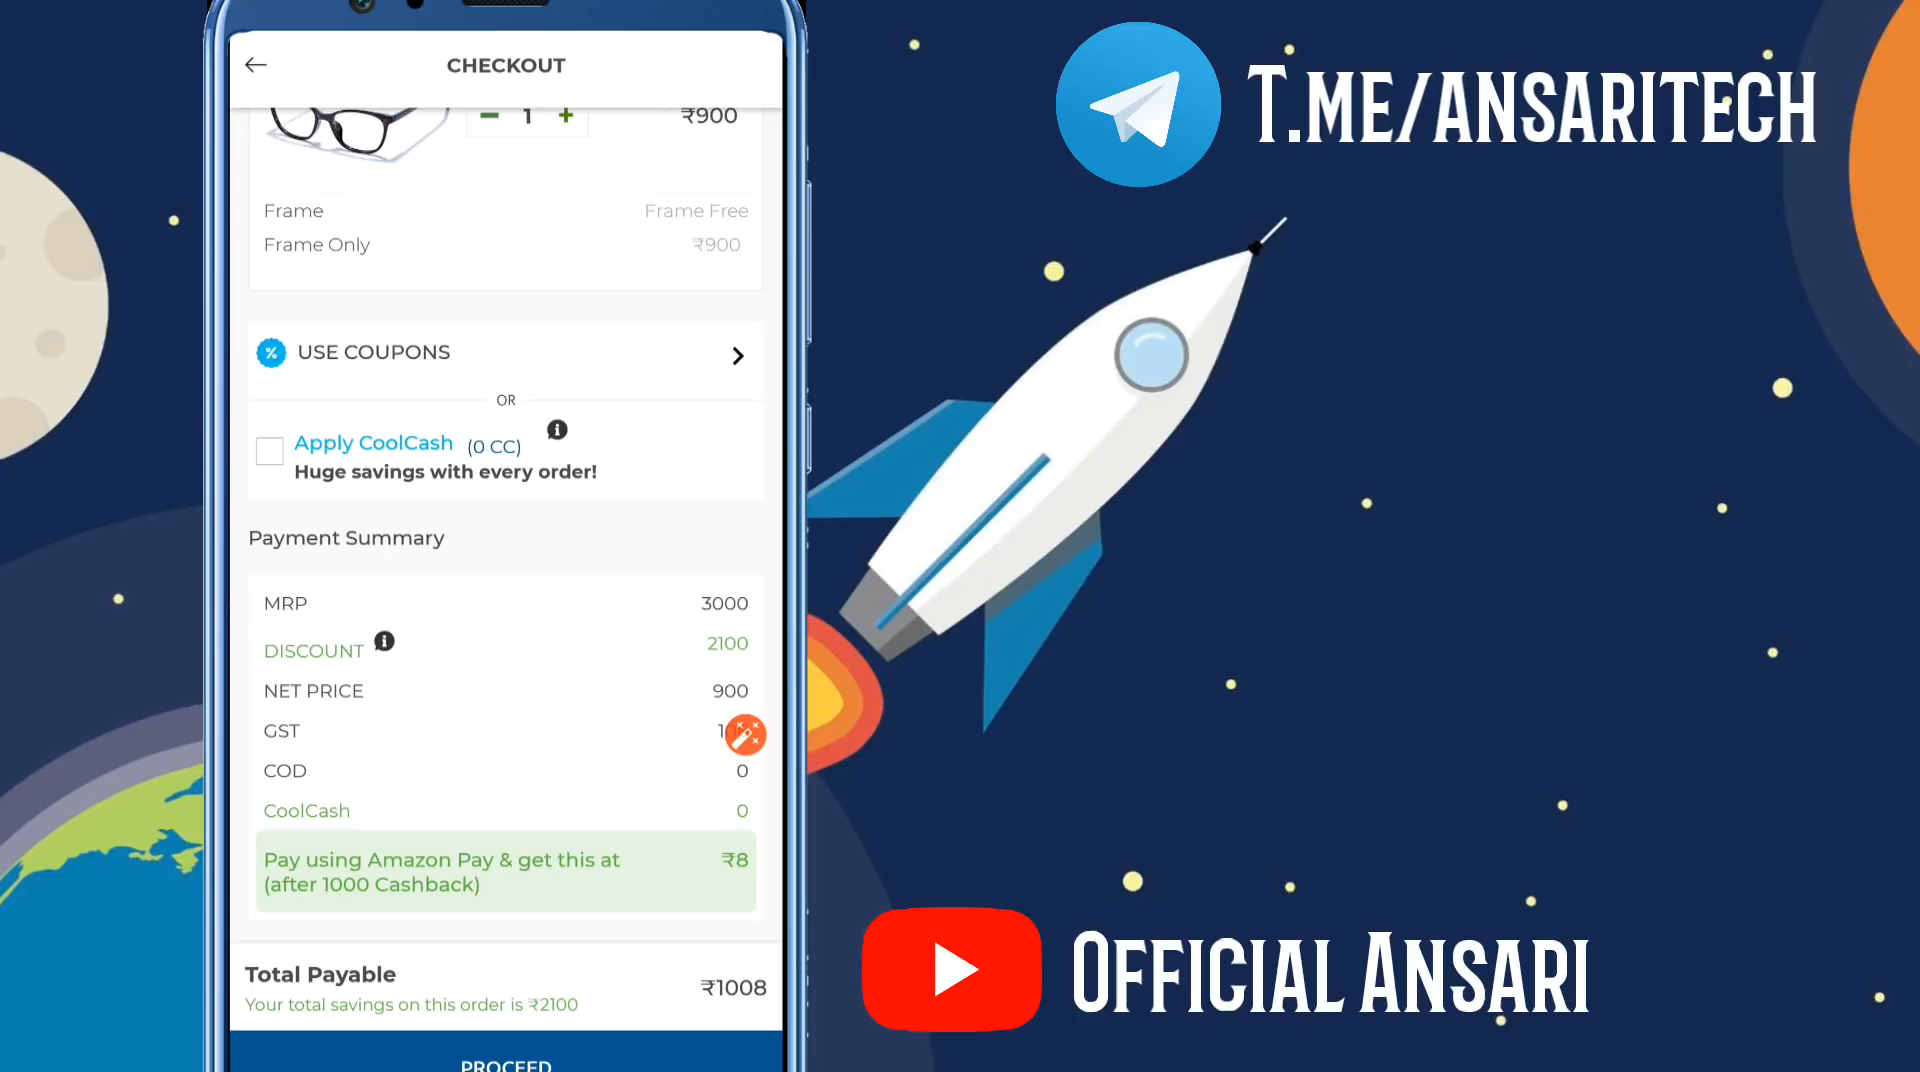 CHECKOUT
T.ME/ANSARITECH
1
₹900
Frame
Frame Free
Frame Only
₹900
USE COUPONS
OR
Apply CoolCash (0 CC)
Huge savings with every order!
Payment Summary
MRP
3000
DISCOUNT
2100
NET PRICE
900
GST
COD
0
CoolCash
0
Pay using Amazon Pay & get this at
₹8
(after 1000 Cashback)
Total Payable
₹1008
Your total savings on this order is ₹2100
PROCEED
OFFICIAL ANSARI